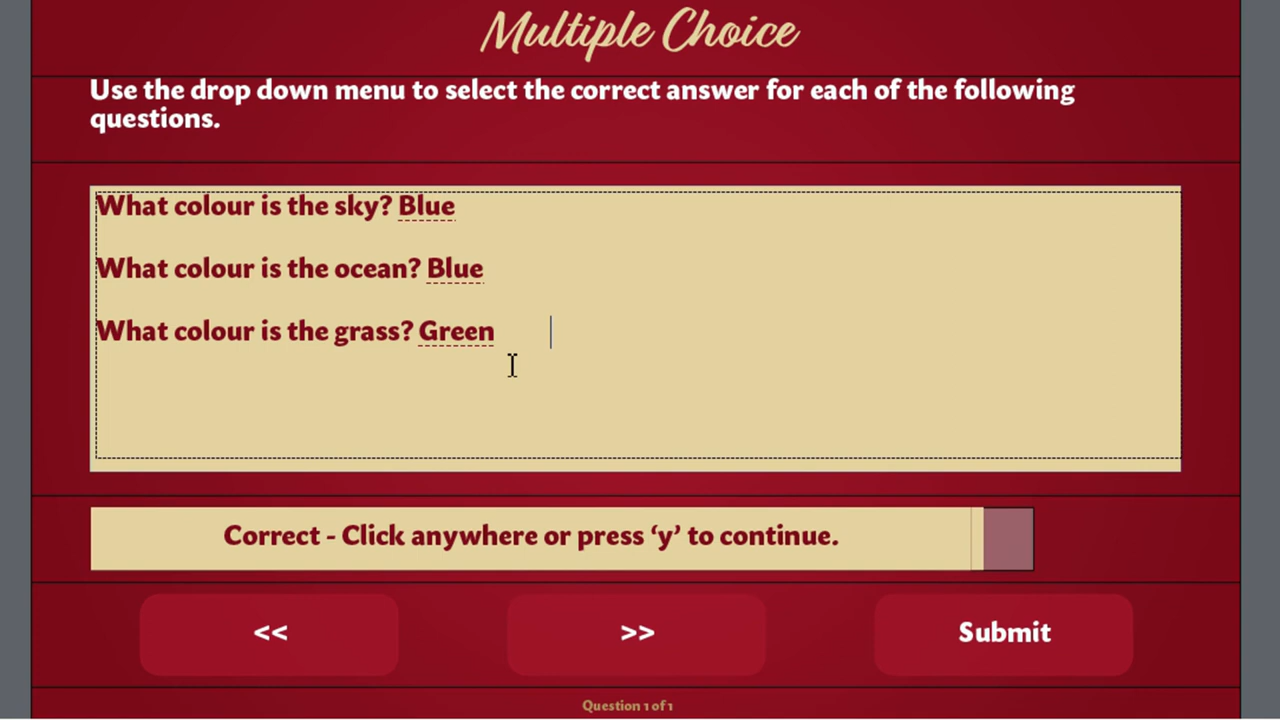 Multiple Choice
Use the drop down menu to select the correct answer for each of the following
questions.
What colour is the sky? Blue
What colour is the ocean? Blue
What colour is the grass? Green
Correct - Click anywhere or press ‘y’ to continue.
<<
>>
Submit
Question 1 of 1